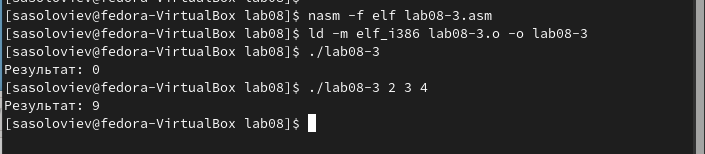 [sasoloviev@fedora-VirtualBox lab08]$ nasm -f elf lab08-3.asm
[sasoloviev@fedora-VirtualBox lab08]$ ld -m elf_i386 lab08-3.o -o lab08-3
[sasoloviev@fedora-VirtualBox lab08]$ ./lab08-3
Результат: 0
[sasoloviev@fedora-VirtualBox lab08]$ ./lab08-3 2 3 4
Результат: 9
[sasoloviev@fedora-VirtualBox lab08]$